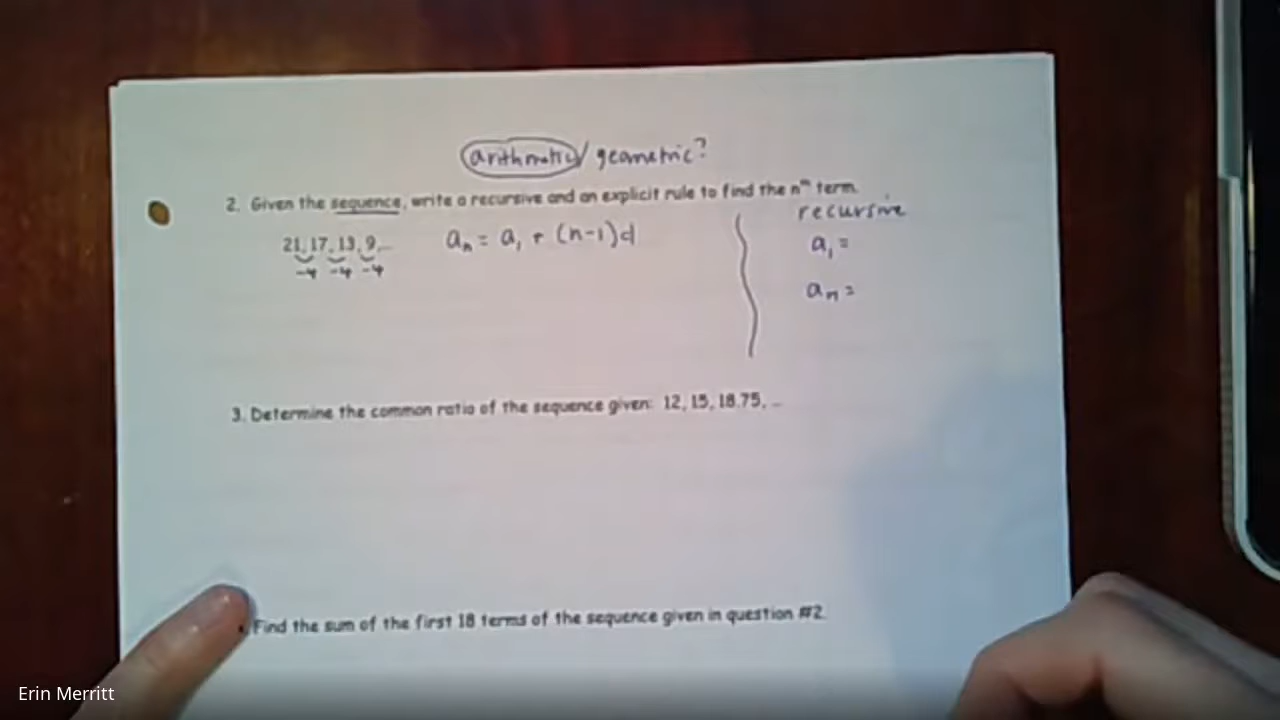 arithmatic/ geometric?
2. Given the sequence, write a recursive and an explicit rule to find the nᵗʰ term.
recursive
21, 17, 13, 9,... aₙ = a₁ + (n-1)d a₁ =
-4 -4 -4
aₙ =
3. Determine the common ratio of the sequence given: 12, 15, 18.75, ...
Find the sum of the first 18 terms of the sequence given in question #2.
Erin Merritt